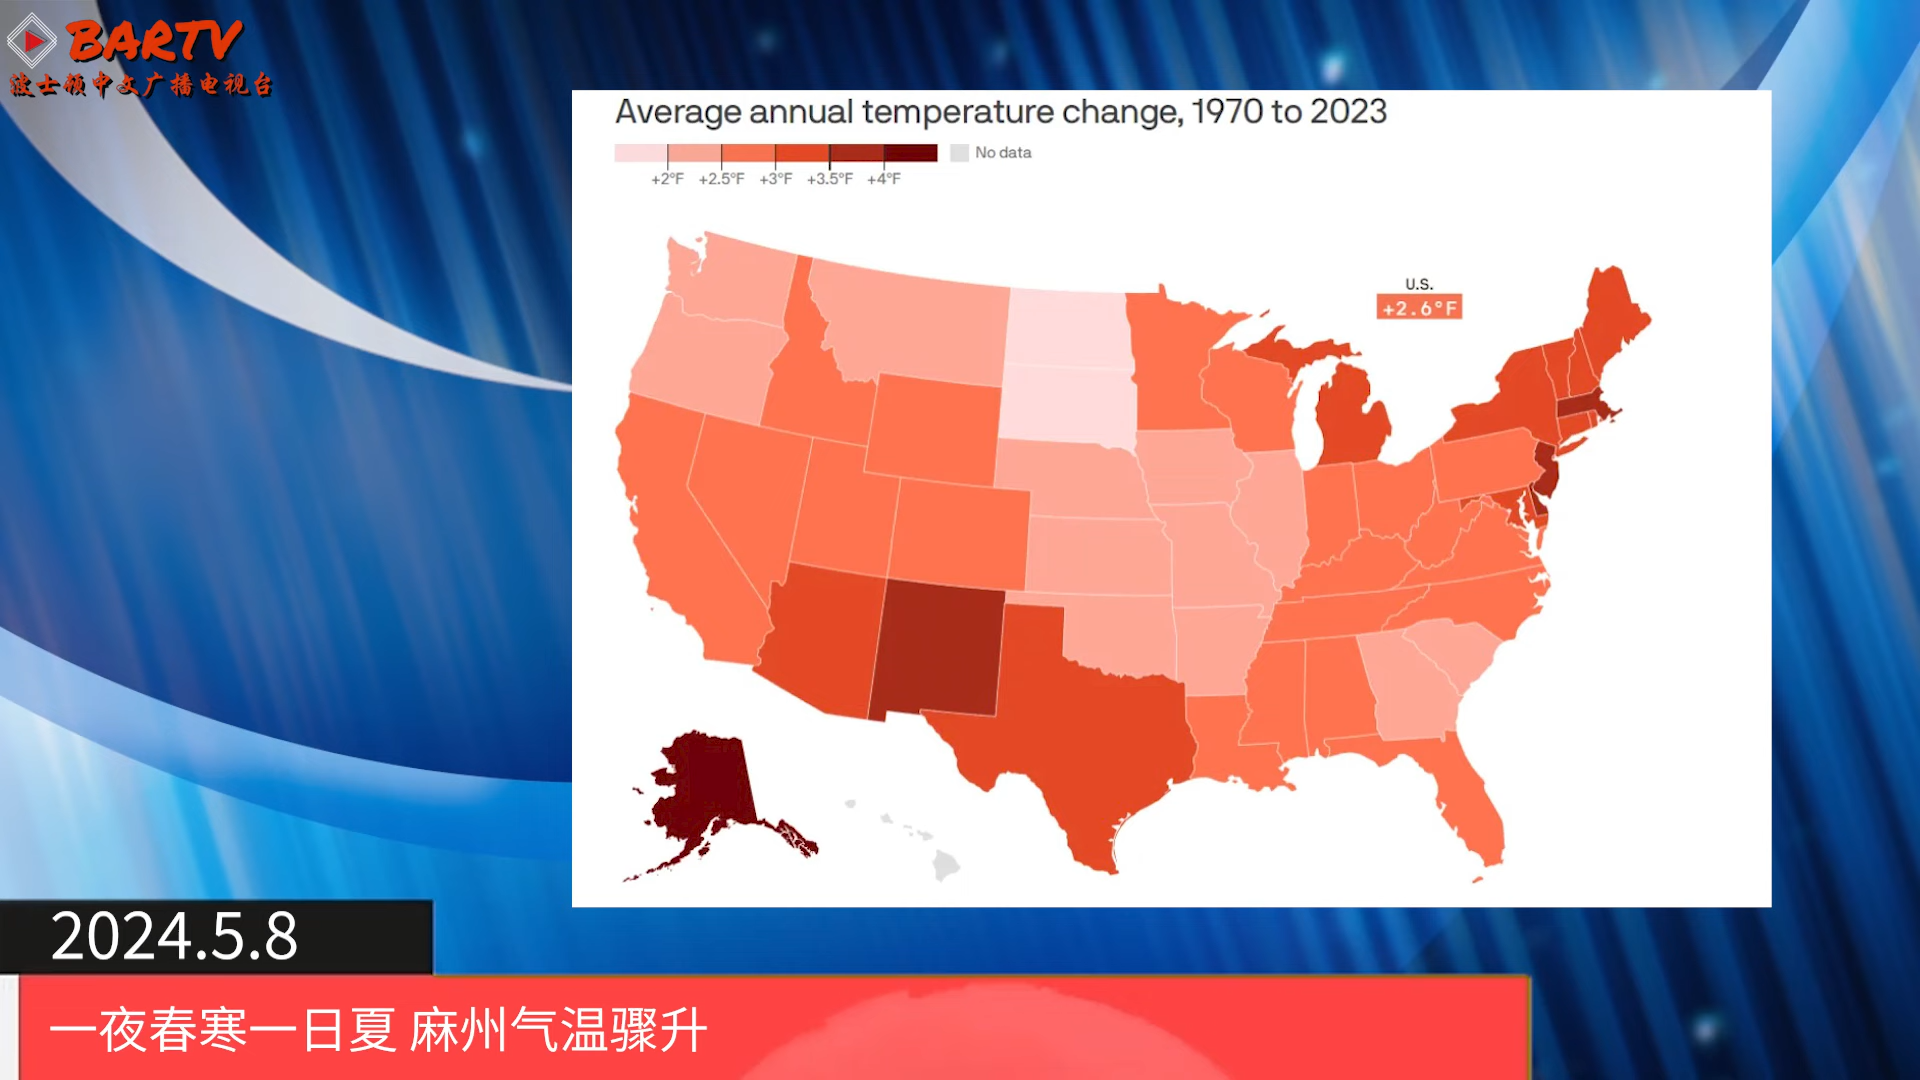 BARTV
波士顿中文广播电视台
Average annual temperature change, 1970 to 2023
No data
+2°F +2.5°F +3°F +3.5°F +4°F
U.S.
+2.6°F
2024.5.8
一夜春寒一日夏 麻州气温骤升